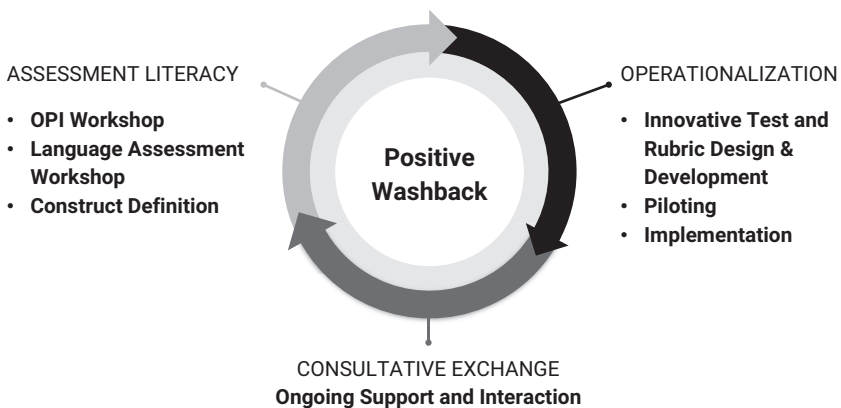 ASSESSMENT LITERACY
• OPI Workshop
• Language Assessment
Workshop
• Construct Definition
Positive
Washback
OPERATIONALIZATION
• Innovative Test and
Rubric Design &
Development
• Piloting
• Implementation
CONSULTATIVE EXCHANGE
Ongoing Support and Interaction